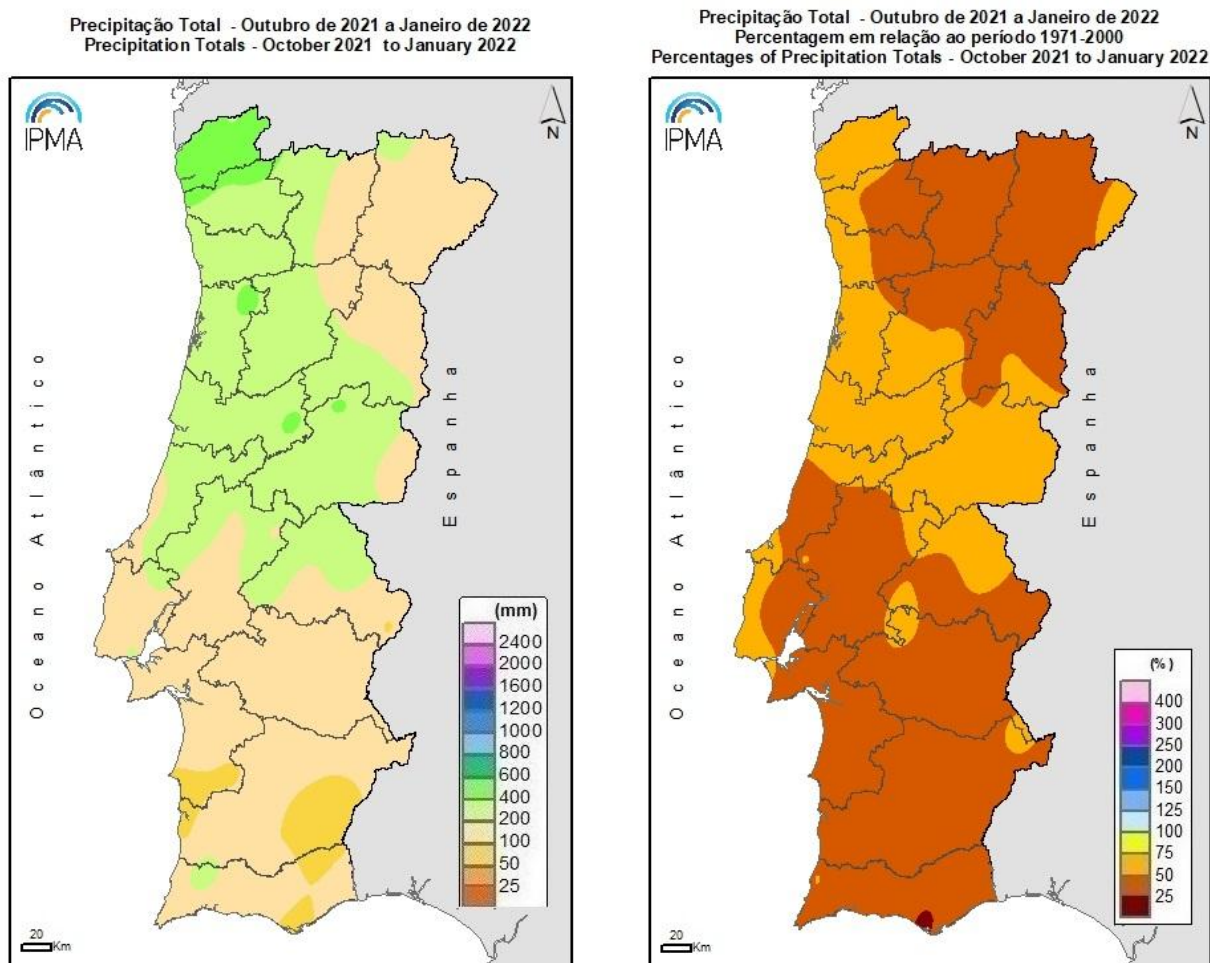 Precipitação Total - Outubro de 2021 a Janeiro de 2022
Precipitation Totals - October 2021 to January 2022
IPMA
N
Oceano Atlântico
Espanha
(mm)
2400
2000
1600
1200
1000
800
600
400
200
100
50
25
20
Km
Precipitação Total - Outubro de 2021 a Janeiro de 2022
Percentagem em relação ao período 1971-2000
Percentages of Precipitation Totals - October 2021 to January 2022
IPMA
N
Oceano Atlântico
Espanha
(%)
400
300
250
200
150
125
100
75
50
25
20
Km